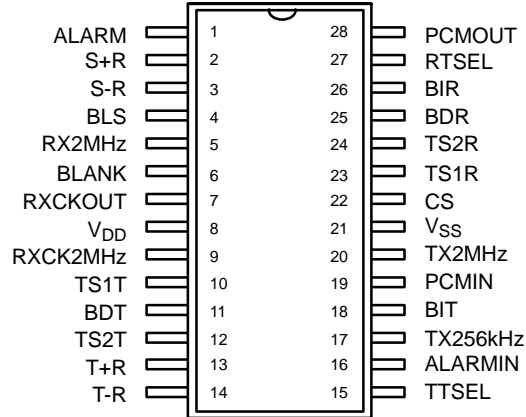 ALARM 1 28 PCMOUT
S+R 2 27 RTSEL
S-R 3 26 BIR
BLS 4 25 BDR
RX2MHz 5 24 TS2R
BLANK 6 23 TS1R
RXCKOUT 7 22 CS
VDD 8 21 VSS
RXCK2MHz 9 20 TX2MHz
TS1T 10 19 PCMIN
BDT 11 18 BIT
TS2T 12 17 TX256kHz
T+R 13 16 ALARMIN
T-R 14 15 TTSEL